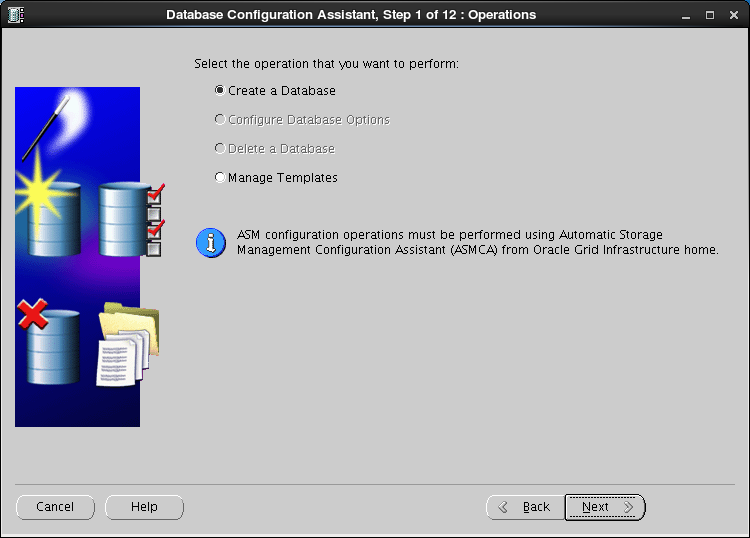 Database Configuration Assistant, Step 1 of 12 : Operations
Select the operation that you want to perform:
Create a Database
Configure Database Options
Delete a Database
Manage Templates
ASM configuration operations must be performed using Automatic Storage
Management Configuration Assistant (ASMCA) from Oracle Grid Infrastructure home.
Cancel
Help
Back
Next